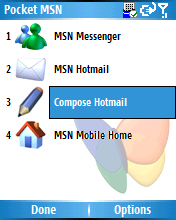 Pocket MSN
1 MSN Messenger
2 MSN Hotmail
3 Compose Hotmail
4 MSN Mobile Home
Done Options